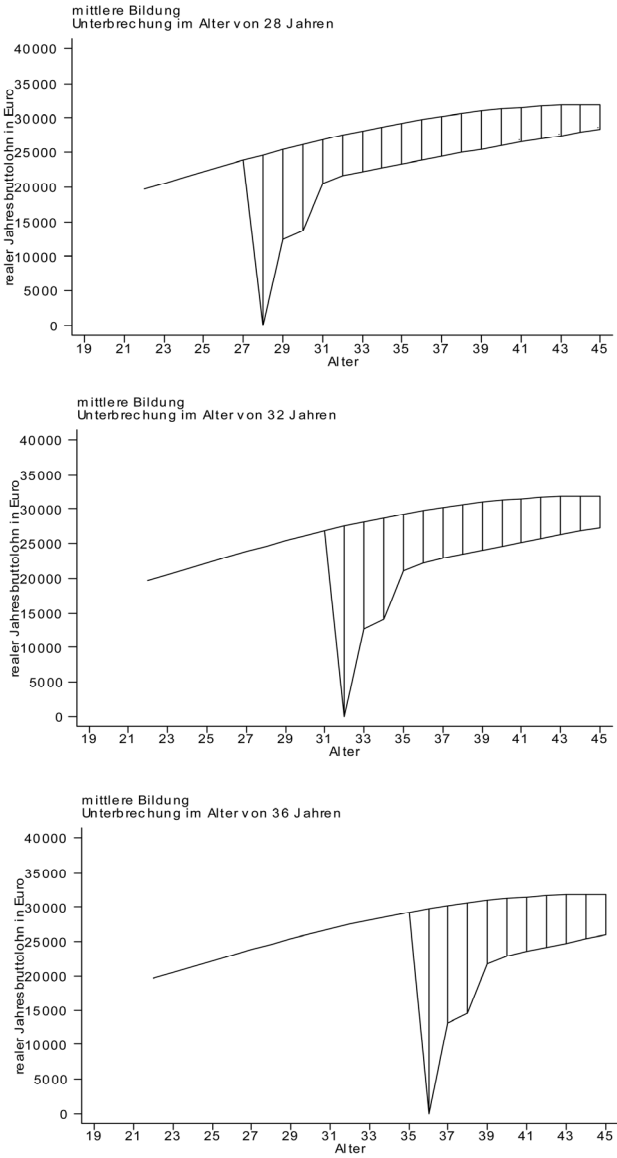 mittlere Bildung
Unterbrechung im Alter von 28 Jahren
realer Jahresbruttolohn in Euro
40000
35000
30000
25000
20000
15000
10000
5000
0
19 21 23 25 27 29 31 33 35 37 39 41 43 45
Alter
mittlere Bildung
Unterbrechung im Alter von 32 Jahren
realer Jahresbruttolohn in Euro
40000
35000
30000
25000
20000
15000
10000
5000
0
19 21 23 25 27 29 31 33 35 37 39 41 43 45
Alter
mittlere Bildung
Unterbrechung im Alter von 36 Jahren
realer Jahresbruttolohn in Euro
40000
35000
30000
25000
20000
15000
10000
5000
0
19 21 23 25 27 29 31 33 35 37 39 41 43 45
Alter